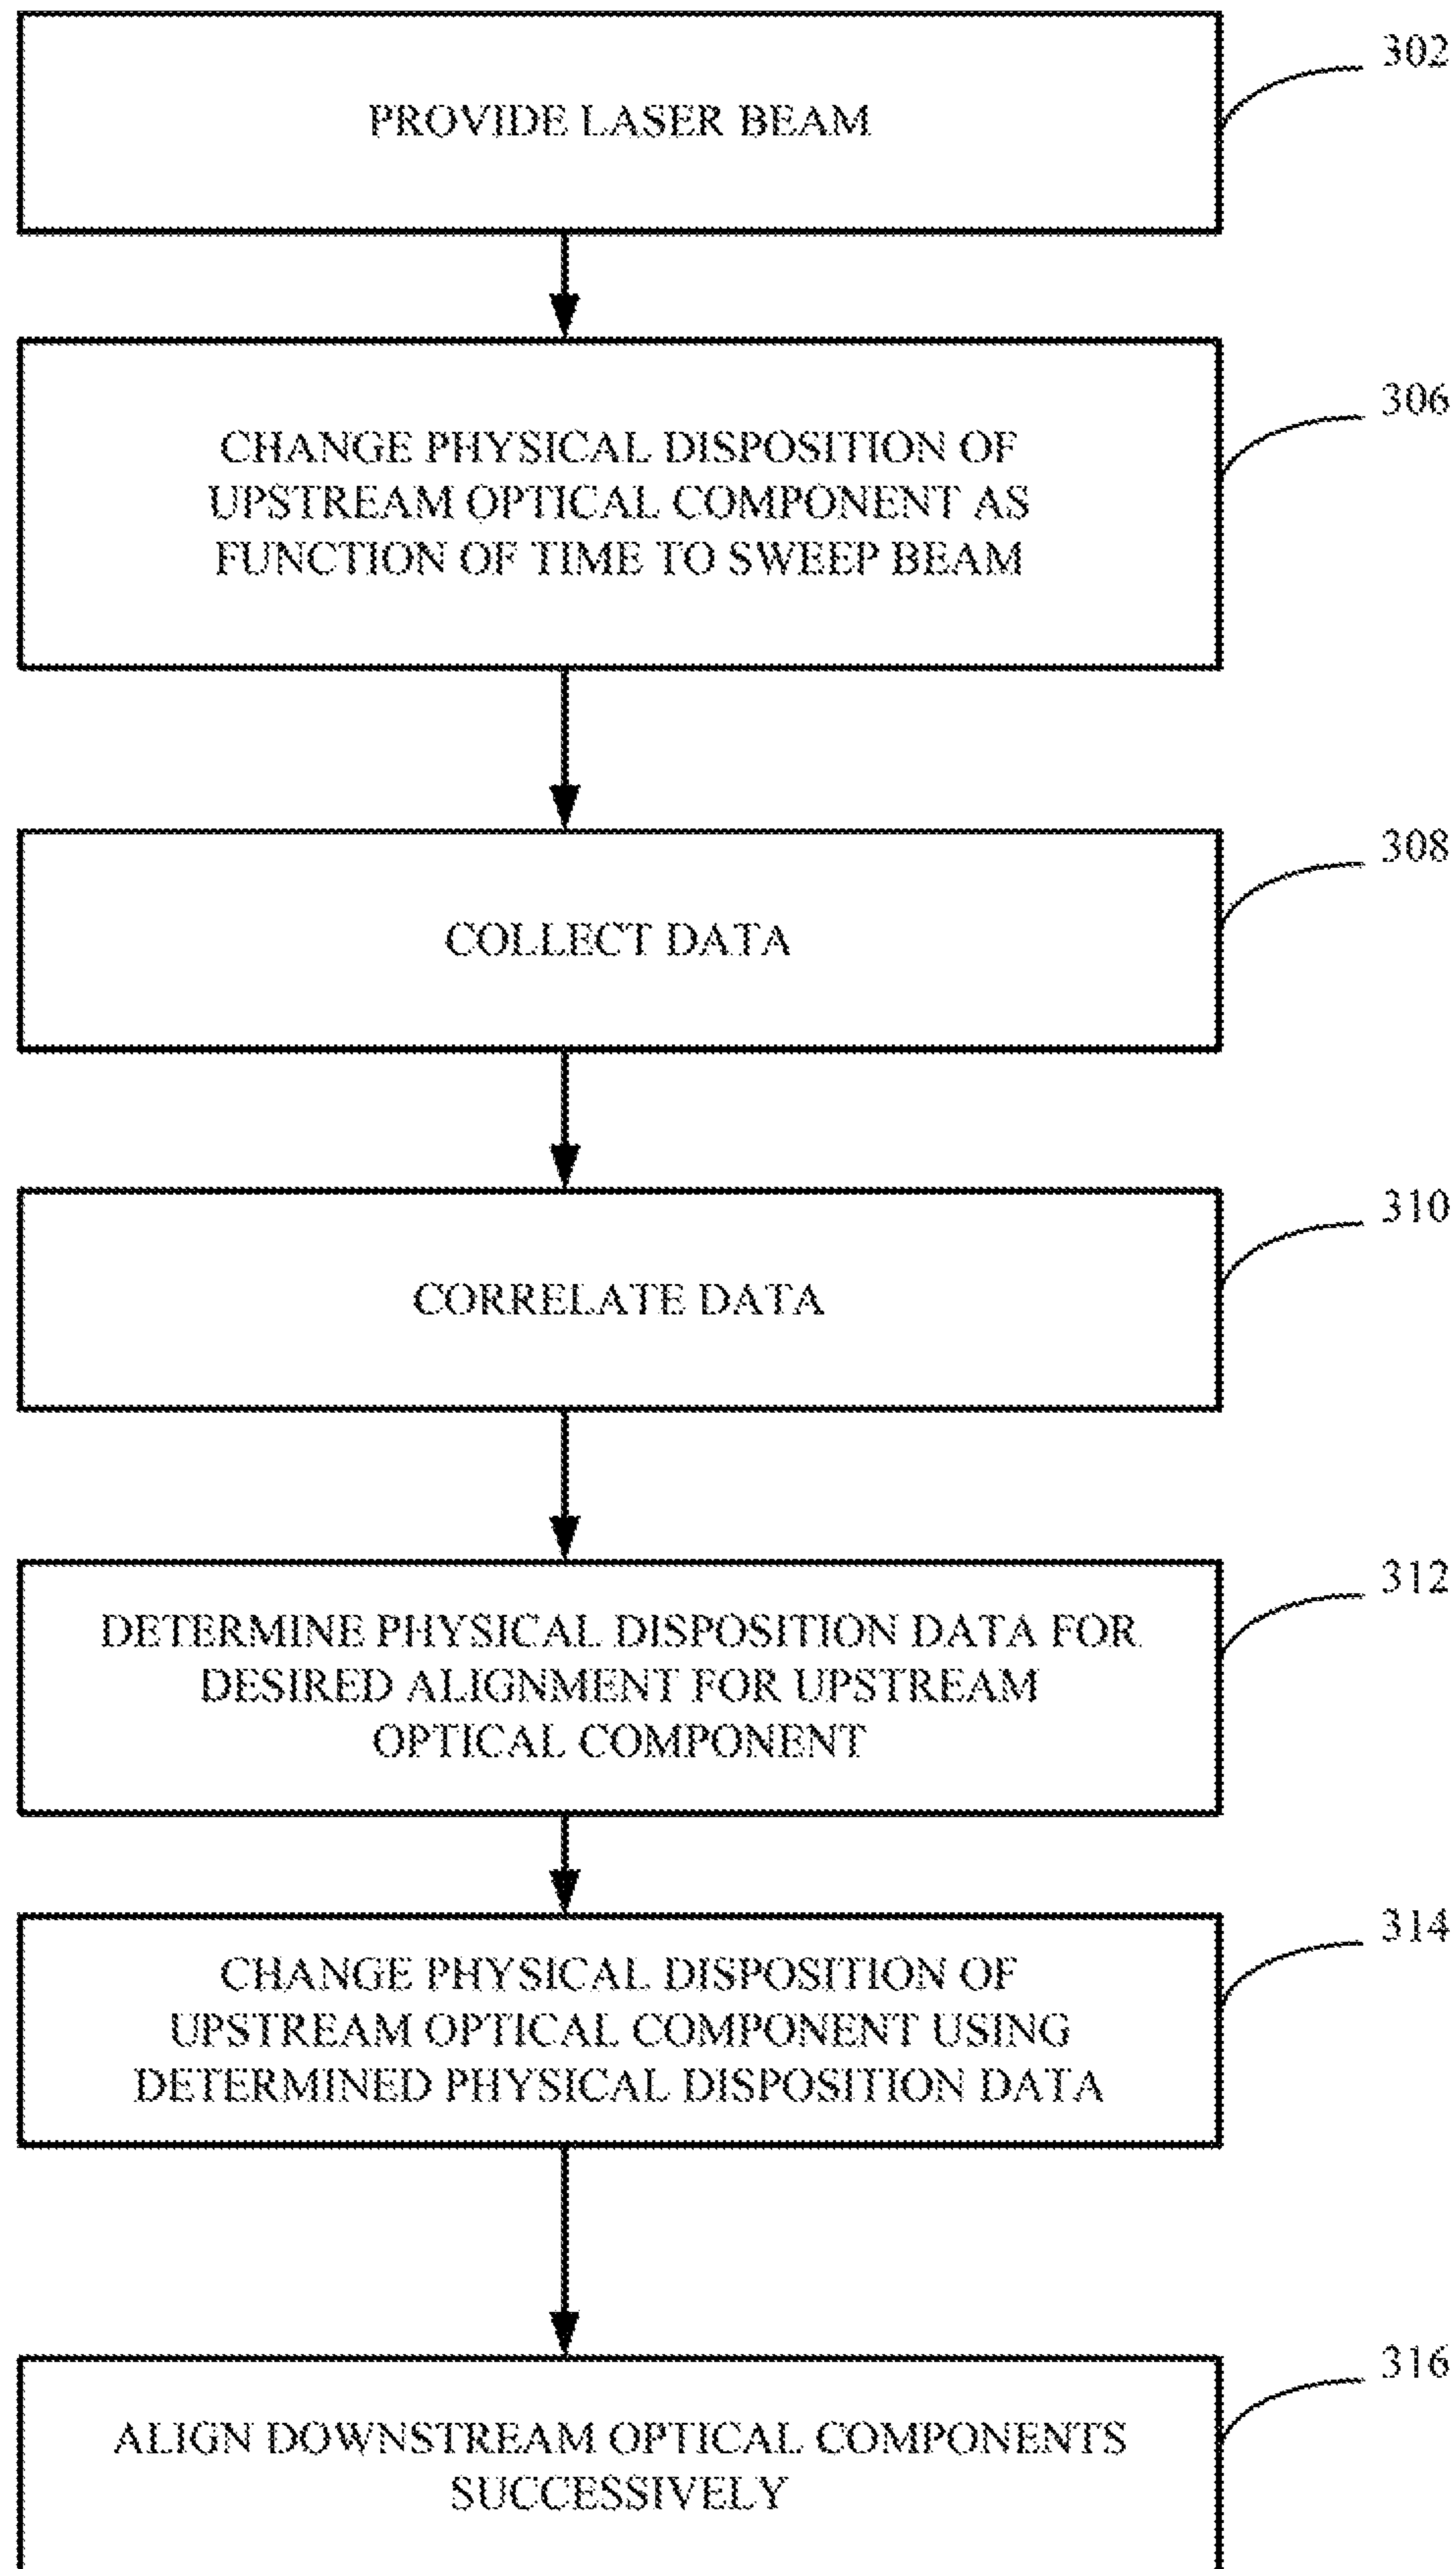 302
PROVIDE LASER BEAM
306
CHANGE PHYSICAL DISPOSITION OF
UPSTREAM OPTICAL COMPONENT AS
FUNCTION OF TIME TO SWEEP BEAM
308
COLLECT DATA
310
CORRELATE DATA
312
DETERMINE PHYSICAL DISPOSITION DATA FOR
DESIRED ALIGNMENT FOR UPSTREAM
OPTICAL COMPONENT
314
CHANGE PHYSICAL DISPOSITION OF
UPSTREAM OPTICAL COMPONENT USING
DETERMINED PHYSICAL DISPOSITION DATA
316
ALIGN DOWNSTREAM OPTICAL COMPONENTS
SUCCESSIVELY